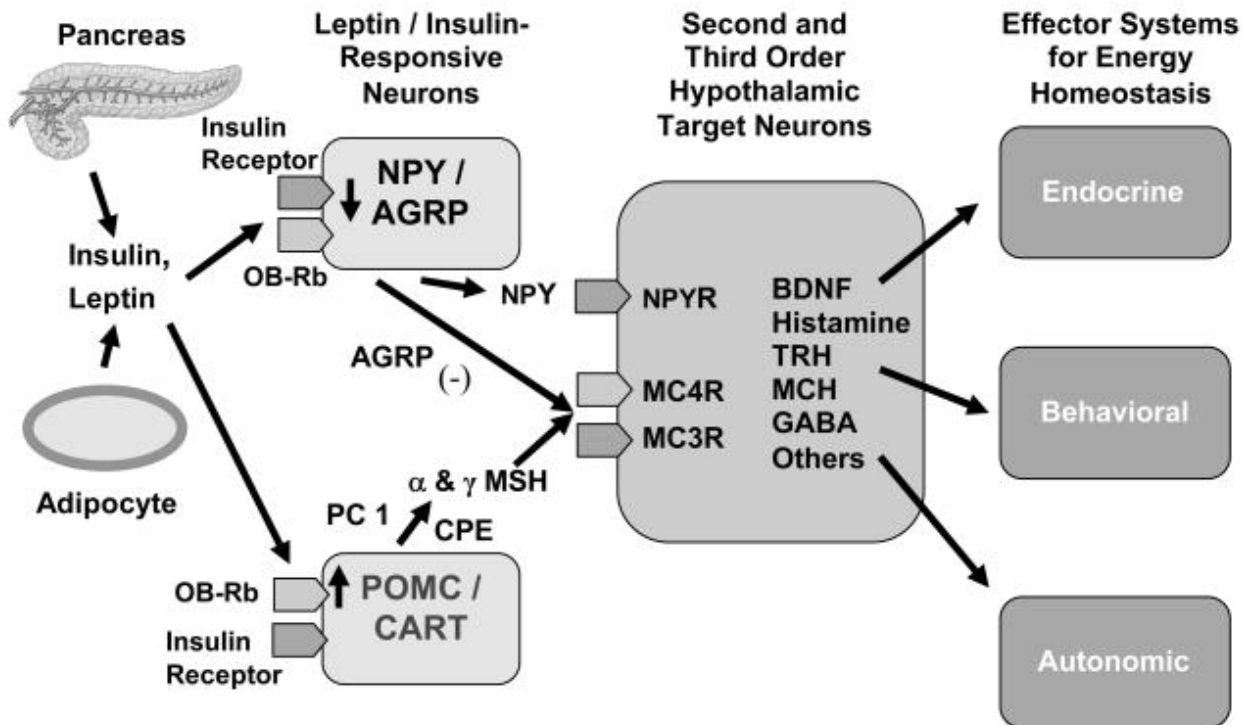 Pancreas
Leptin / Insulin-
Responsive
Neurons
Second and
Third Order
Hypothalamic
Target Neurons
Effector Systems
for Energy
Homeostasis
Insulin
Receptor
NPY /
AGRP
OB-Rb
Insulin,
Leptin
Adipocyte
NPY
AGRP
(-)
α & γ MSH
PC 1
CPE
OB-Rb
Insulin
Receptor
POMC /
CART
NPYR
MC4R
MC3R
BDNF
Histamine
TRH
MCH
GABA
Others
Endocrine
Behavioral
Autonomic